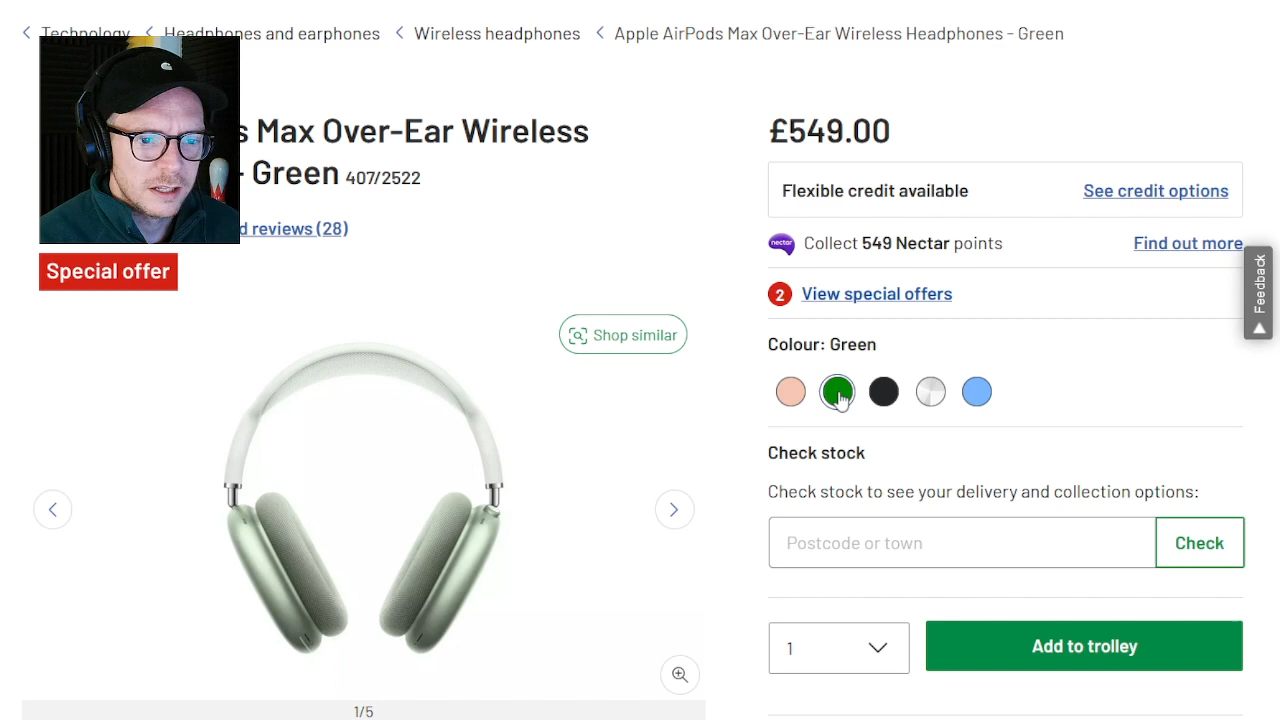 Technology
Headphones and earphones
Wireless headphones
Apple AirPods Max Over-Ear Wireless Headphones - Green
s Max Over-Ear Wireless
- Green 407/2522
d reviews (28)
Special offer
Shop similar
1/5
£549.00
Flexible credit available
See credit options
nectar Collect 549 Nectar points
Find out more
2 View special offers
Colour: Green
Check stock
Check stock to see your delivery and collection options:
Postcode or town
Check
1
Add to trolley
Feedback